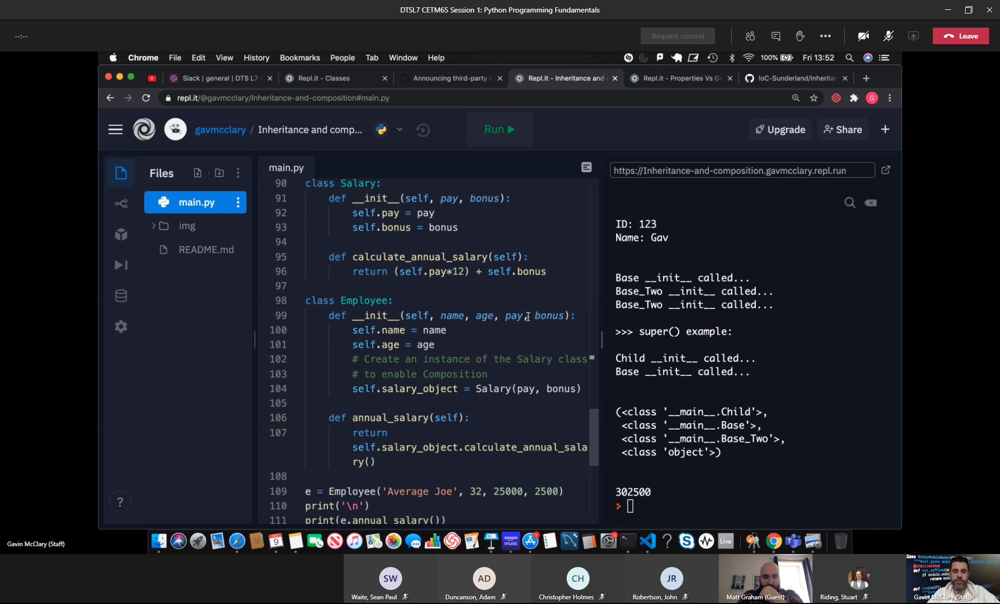 DTSL7 CETM65 Session 1: Python Programming Fundamentals
--:--
Request control
Leave
Chrome File Edit View History Bookmarks People Tab Window Help
100%
Fri 13:52
Slack | general | DTS L7 S
Repl.it - Classes
Announcing third-party c
Repl.it - Inheritance and
Repl.it - Properties Vs Ge
IoC-Sunderland/Inheritan
repl.it/@gavmcclary/Inheritance-and-composition#main.py
G
gavmcclary / Inheritance and comp...
Run
Upgrade
Share
Files
main.py
img
README.md
main.py
90 class Salary:
91 def __init__(self, pay, bonus):
92 self.pay = pay
93 self.bonus = bonus
94
95 def calculate_annual_salary(self):
96 return (self.pay*12) + self.bonus
97
98 class Employee:
99 def __init__(self, name, age, pay, bonus):
100 self.name = name
101 self.age = age
102 # Create an instance of the Salary class
103 # to enable Composition
104 self.salary_object = Salary(pay, bonus)
105
106 def annual_salary(self):
107 return
self.salary_object.calculate_annual_sala
ry()
108
109 e = Employee('Average Joe', 32, 25000, 2500)
110 print('\n')
111 print(e.annual_salary())
?
https://Inheritance-and-composition.gavmcclary.repl.run
ID: 123
Name: Gav
Base __init__ called...
Base_Two __init__ called...
Base_Two __init__ called...
>>> super() example:
Child __init__ called...
Base __init__ called...
(<class '__main__.Child'>,
<class '__main__.Base'>,
<class '__main__.Base_Two'>,
<class 'object'>)
302500
OCT
9
amazon
music
1
2
Live
Gavin McClary (Staff)
SW
Waite, Sean Paul
AD
Duncanson, Adam
CH
Christopher Holmes
JR
Robertson, John
Matt Graham (Guest)
Riding, Stuart
Gavin McClary (Staff)